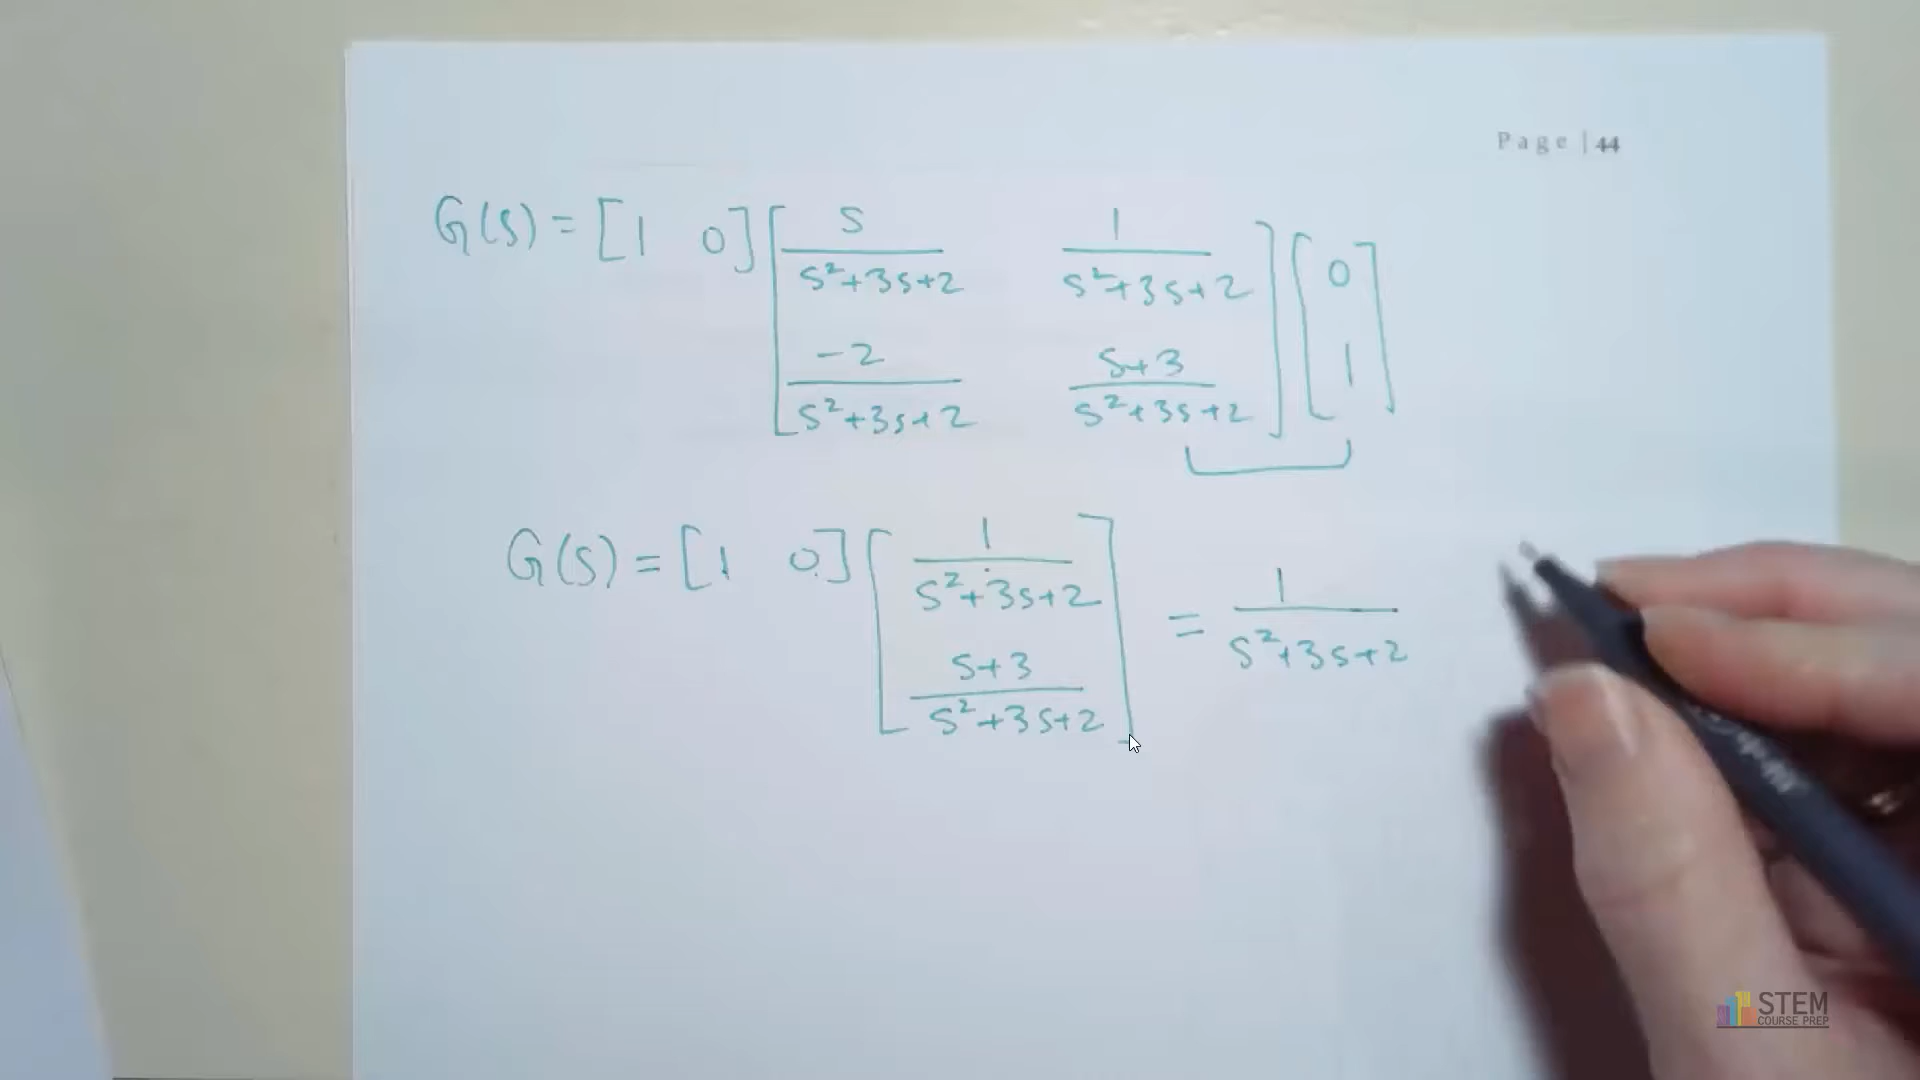 Page | 44
G(s) = [1 0] [s/(s²+3s+2) 1/(s²+3s+2); -2/(s²+3s+2) s+3/(s²+3s+2)] [0; 1]
G(s) = [1 0.] [1/(s²+3s+2); s+3/(s²+3s+2)] = 1/(s²+3s+2)
STEM
COURSE PREP